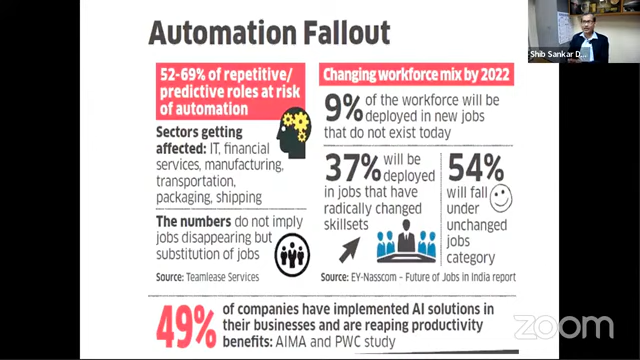 Automation Fallout
52-69% of repetitive/
predictive roles at risk
of automation
Sectors getting
affected: IT, financial
services, manufacturing,
transportation,
packaging, shipping
The numbers do not imply
jobs disappearing but
substitution of jobs
Source: Teamlease Services
Changing workforce mix by 2022
9% of the workforce will be
deployed in new jobs
that do not exist today
37% will be
deployed
in jobs that have
radically changed
skillsets
54%
will fall
under
unchanged
jobs
category
Source: EY-Nasscom - Future of Jobs in India report
49% of companies have implemented AI solutions in
their businesses and are reaping productivity
benefits: AIMA and PWC study
Shib Sankar D...
zoom